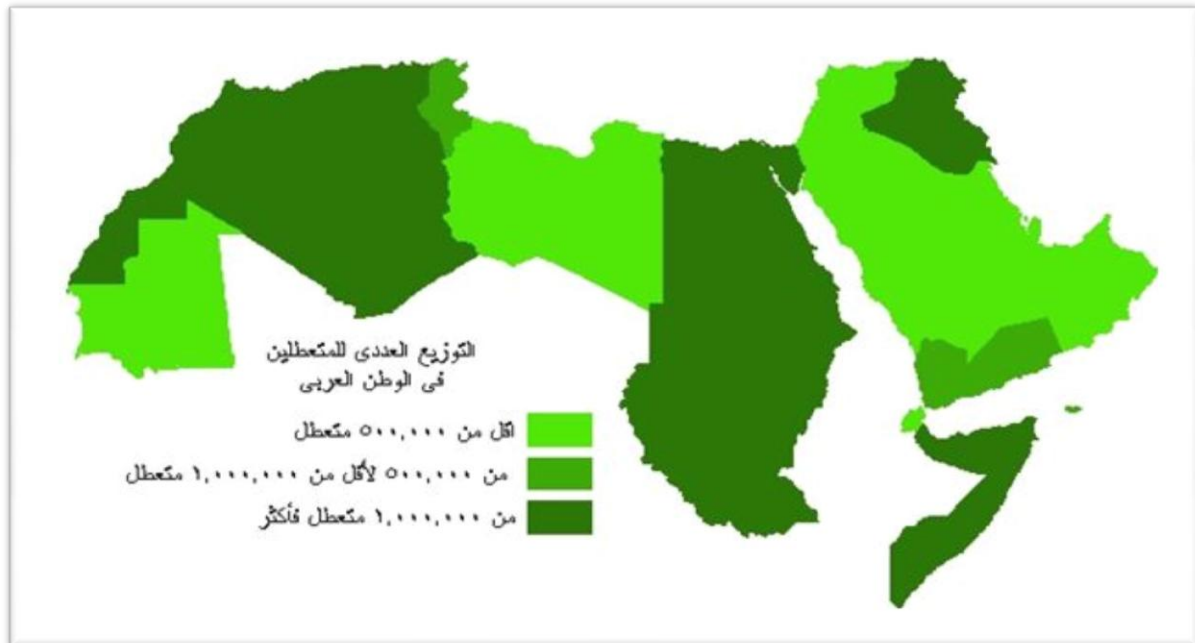 التوزيع العددى للمتعطلين
فى الوطن العربى
اقل من ٥٠٠,٠٠٠ متعطل
من ٥٠٠,٠٠٠ لأقل من ١,٠٠٠,٠٠٠ متعطل
من ١,٠٠٠,٠٠٠ متعطل فأكثر